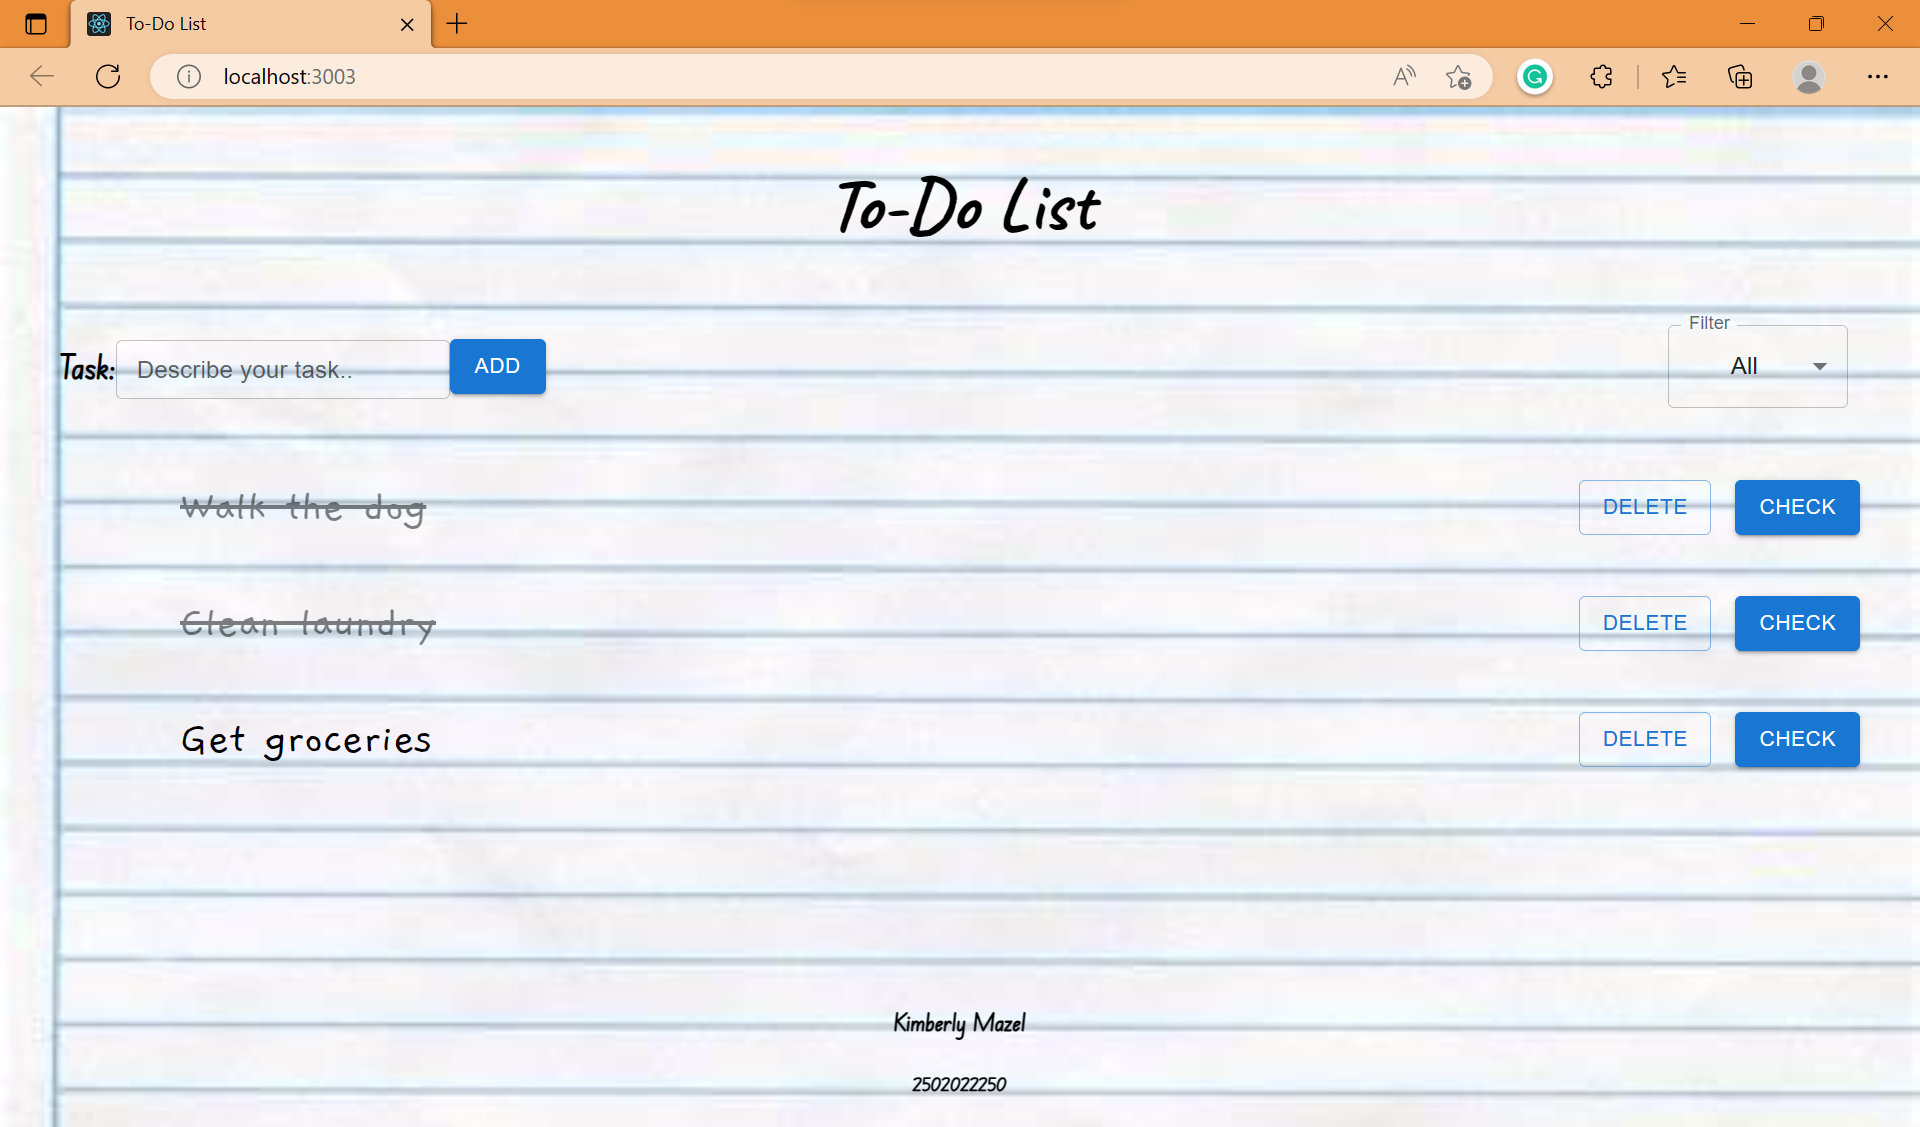 To-Do List
localhost:3003
To-Do List
Task: Describe your task.. ADD
Filter
All
Walk the dog DELETE CHECK
Clean laundry DELETE CHECK
Get groceries DELETE CHECK
Kimberly Mazel
2502022250